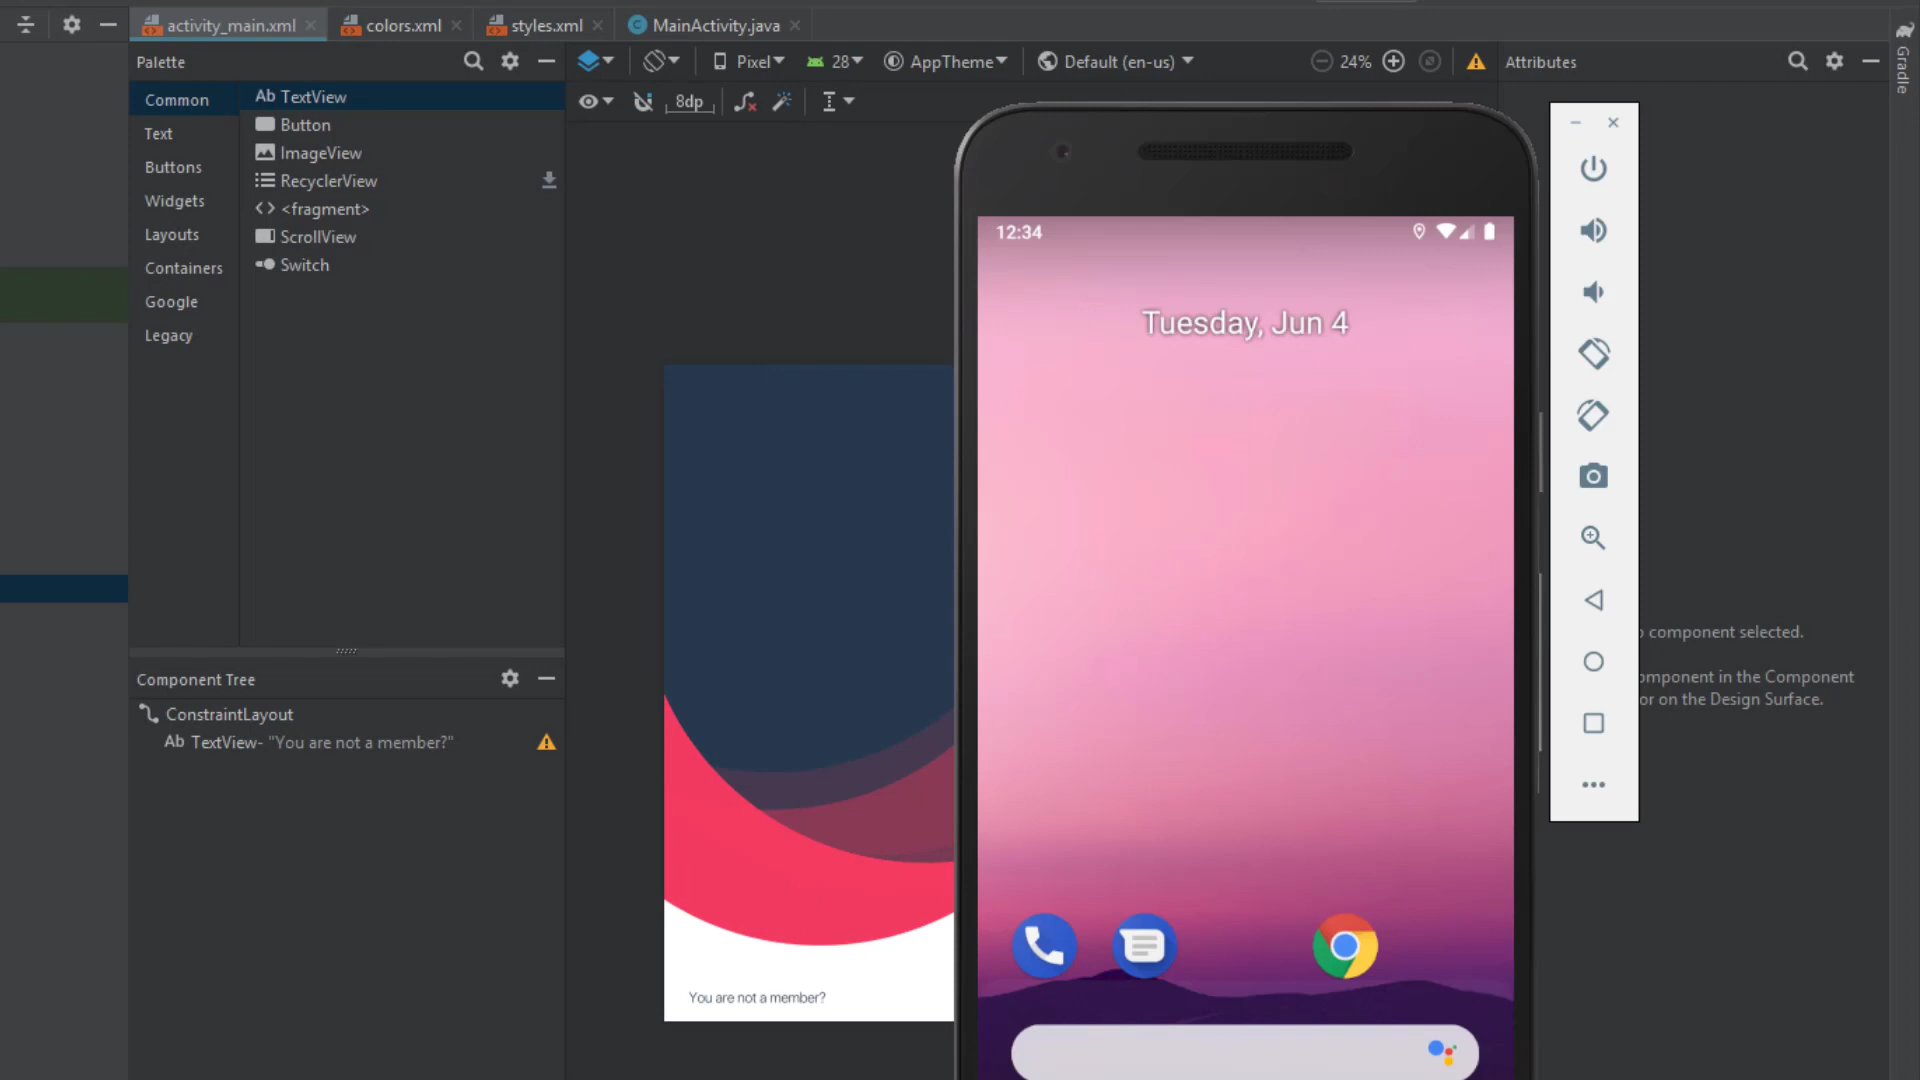 activity_main.xml
colors.xml
styles.xml
MainActivity.java
Palette
Pixel
28
AppTheme
Default (en-us)
24%
Attributes
Gradle
8dp
Common
Text
Buttons
Widgets
Layouts
Containers
Google
Legacy
Ab TextView
Button
ImageView
RecyclerView
<fragment>
ScrollView
Switch
12:34
Tuesday, Jun 4
component selected.
omponent in the Component
or on the Design Surface.
Component Tree
ConstraintLayout
Ab TextView- "You are not a member?"
You are not a member?